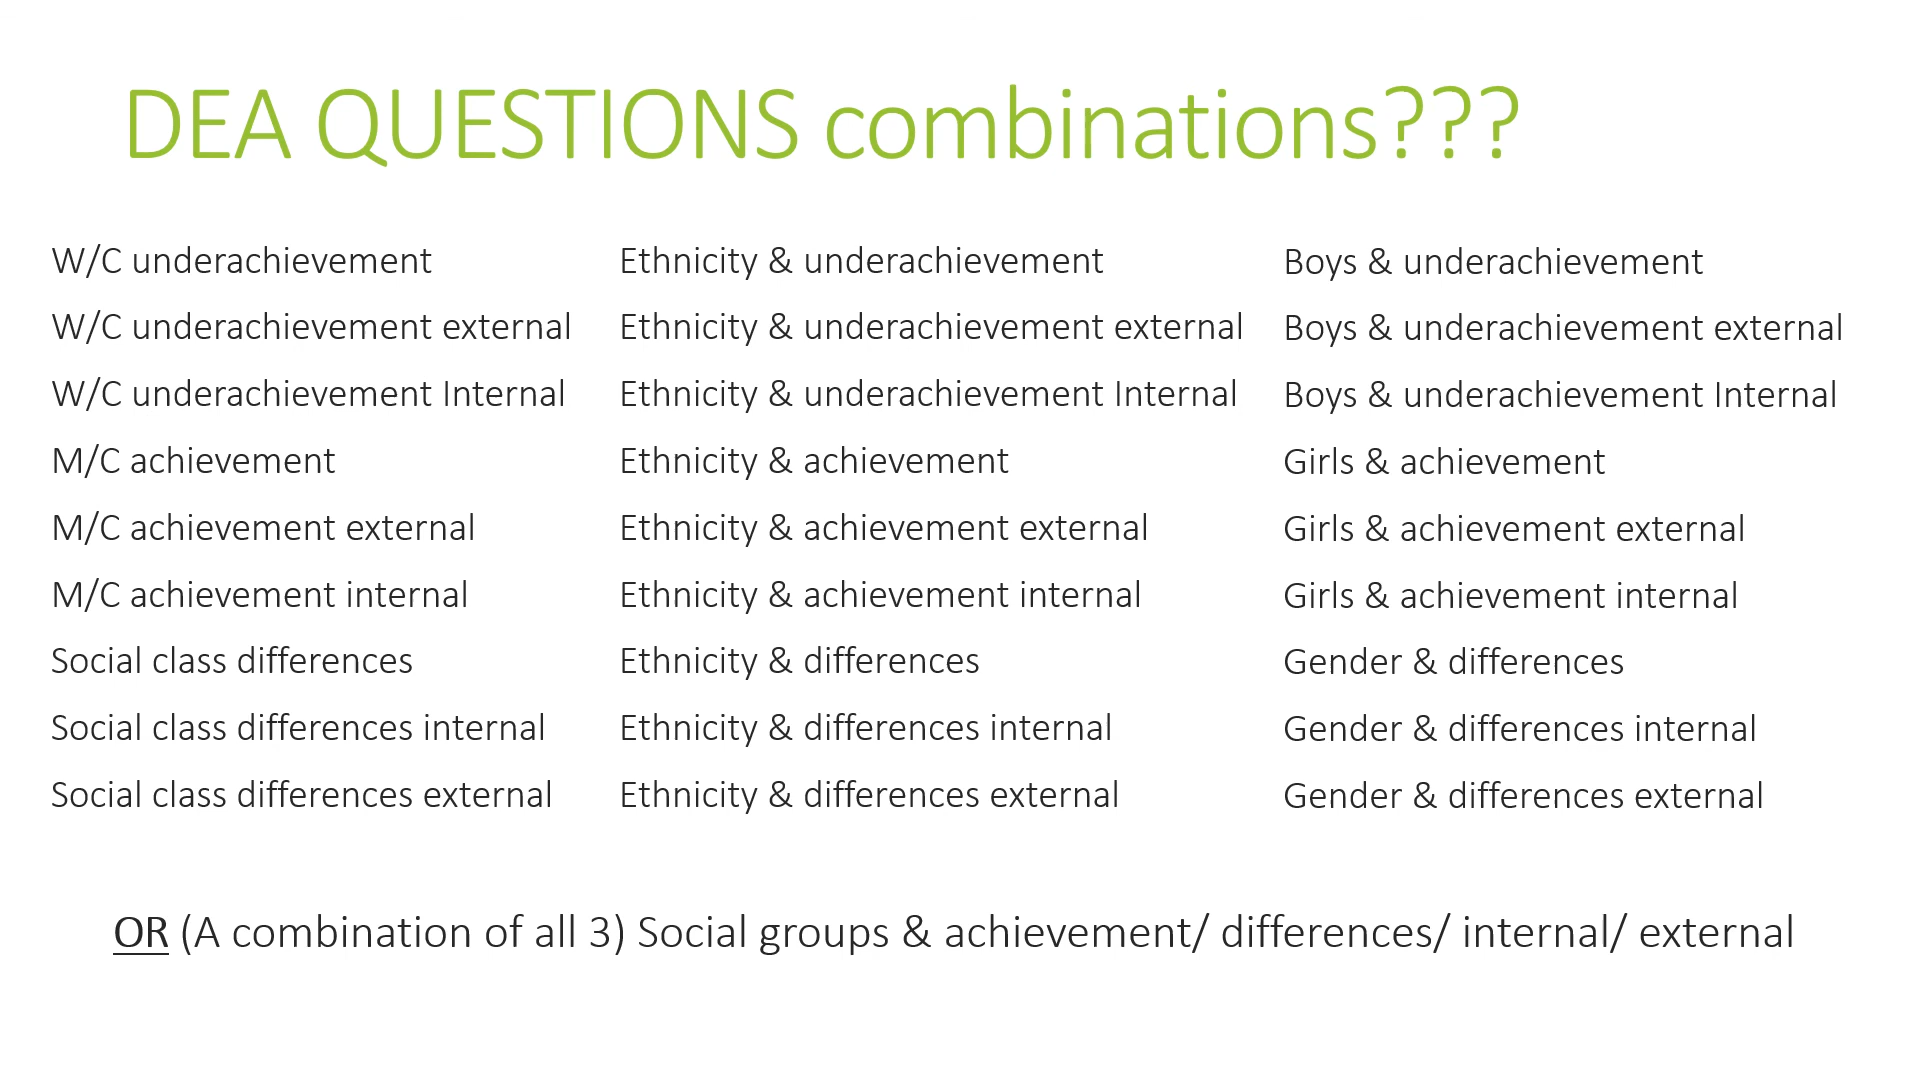 DEA QUESTIONS combinations???
W/C underachievement
W/C underachievement external
W/C underachievement Internal
M/C achievement
M/C achievement external
M/C achievement internal
Social class differences
Social class differences internal
Social class differences external
Ethnicity & underachievement
Ethnicity & underachievement external
Ethnicity & underachievement Internal
Ethnicity & achievement
Ethnicity & achievement external
Ethnicity & achievement internal
Ethnicity & differences
Ethnicity & differences internal
Ethnicity & differences external
Boys & underachievement
Boys & underachievement external
Boys & underachievement Internal
Girls & achievement
Girls & achievement external
Girls & achievement internal
Gender & differences
Gender & differences internal
Gender & differences external
OR (A combination of all 3) Social groups & achievement/ differences/ internal/ external